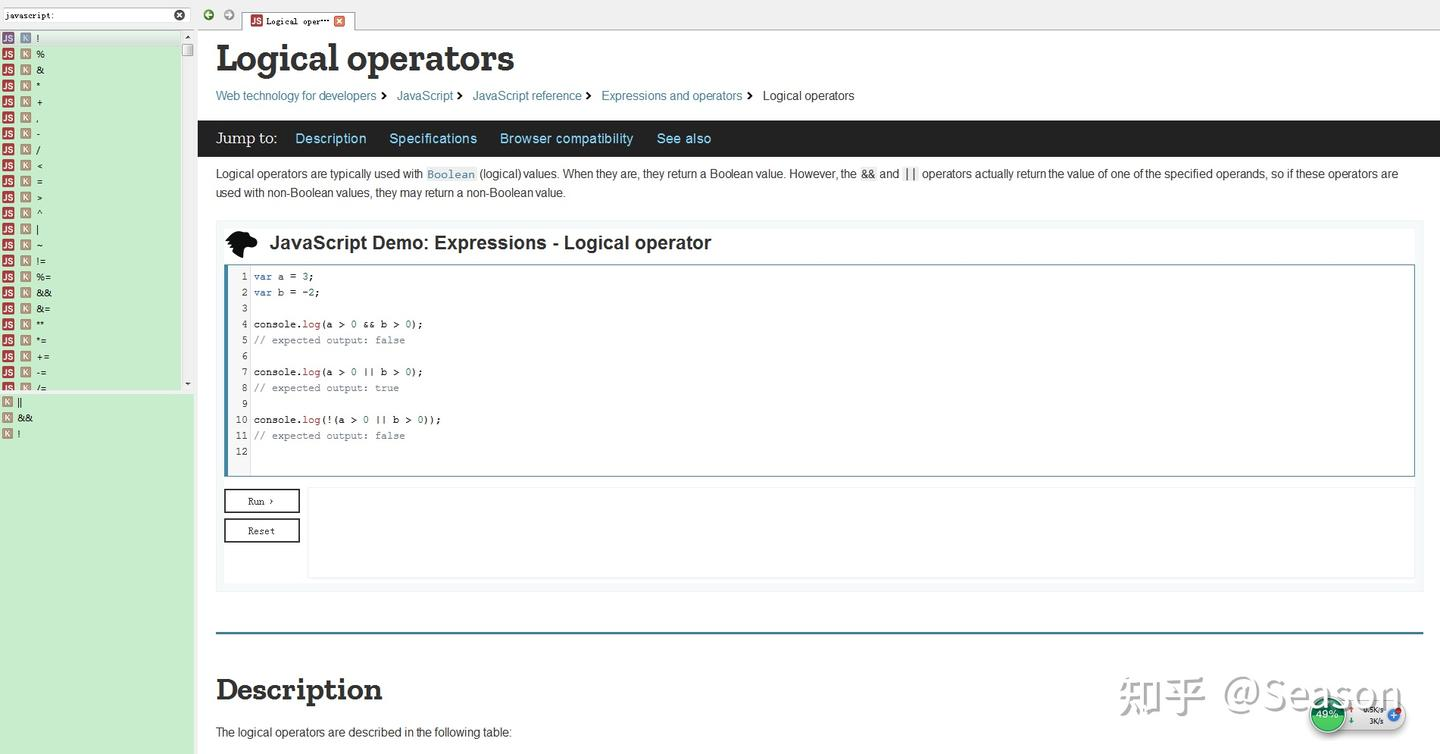 javascript:
JS Logical oper···
JS K !
JS K %
JS K &
JS K *
JS K +
JS K ,
JS K -
JS K /
JS K <
JS K =
JS K >
JS K ^
JS K |
JS K ~
JS K !=
JS K %=
JS K &&
JS K &=
JS K **
JS K *=
JS K +=
JS K -=
JS K /=
K ||
K &&
K !
Logical operators
Web technology for developers > JavaScript > JavaScript reference > Expressions and operators > Logical operators
Jump to: Description Specifications Browser compatibility See also
Logical operators are typically used with Boolean (logical) values. When they are, they return a Boolean value. However, the && and || operators actually return the value of one of the specified operands, so if these operators are
used with non-Boolean values, they may return a non-Boolean value.
JavaScript Demo: Expressions - Logical operator
1 var a = 3;
2 var b = -2;
3
4 console.log(a > 0 && b > 0);
5 // expected output: false
6
7 console.log(a > 0 || b > 0);
8 // expected output: true
9
10 console.log(!(a > 0 || b > 0));
11 // expected output: false
12
Run ›
Reset
Description
The logical operators are described in the following table:
知乎 @Season
49%
3K/s